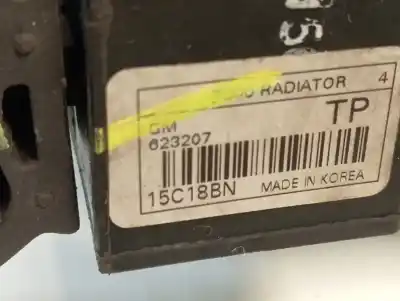 RADIATOR 4
GM
TP
623207
15C18BN MADE IN KOREA